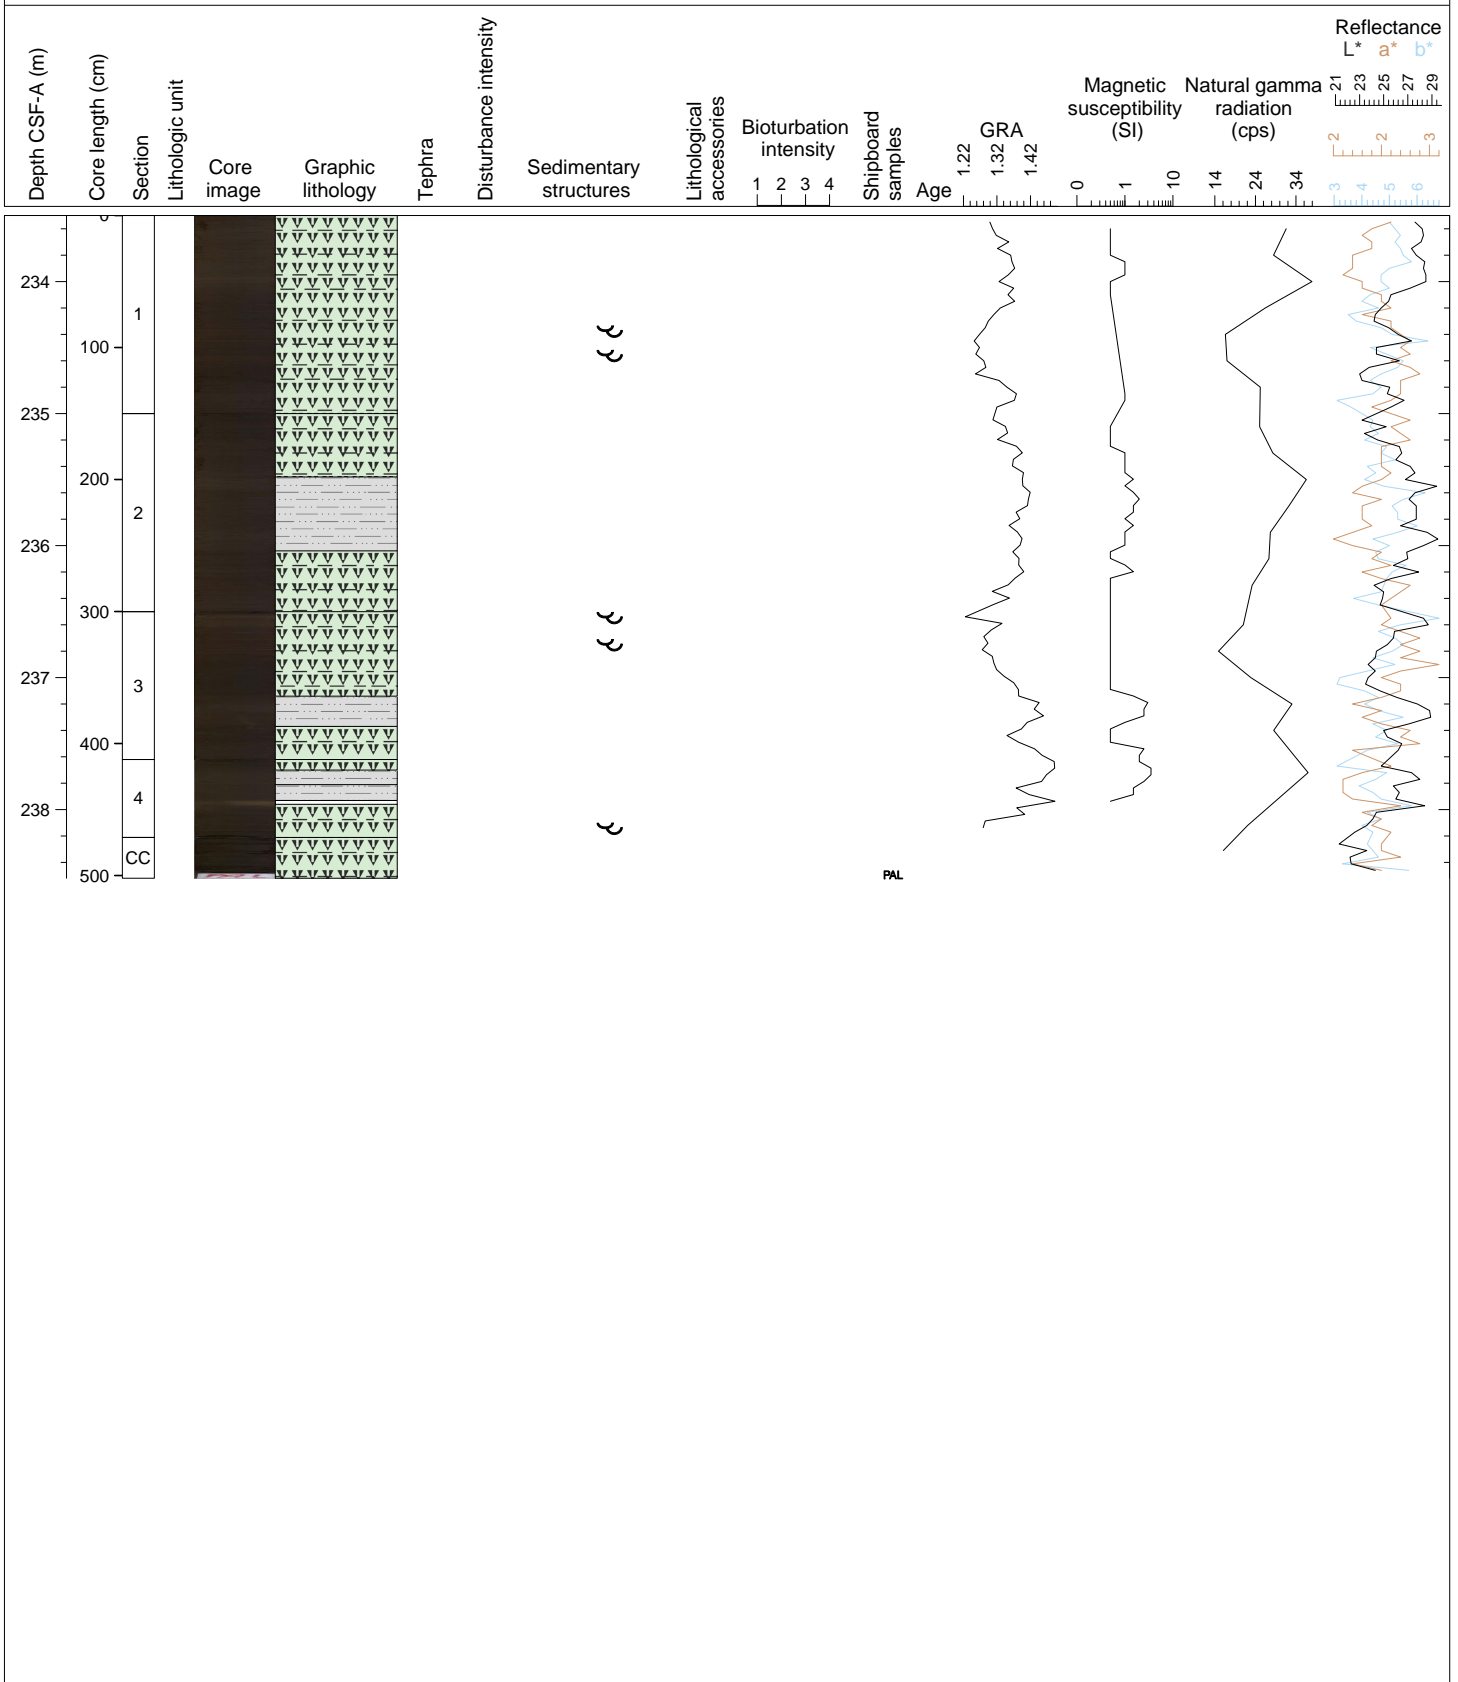 Depth CSF-A (m)
Core length (cm)
Section
Lithologic unit
Core
image
Graphic
lithology
Tephra
Disturbance intensity
Sedimentary
structures
Lithological
accessories
Bioturbation
intensity
1 2 3 4
Shipboard
samples
Age
GRA
1.22 1.32 1.42
Magnetic
susceptibility
(SI)
0 1 10
Natural gamma
radiation
(cps)
14 24 34
Reflectance
L* a* b*
21 23 25 27 29
2 2 3
3 4 5 6
0
234
1
100
235
200
2
236
300
237
3
400
4
238
CC
500
PAL